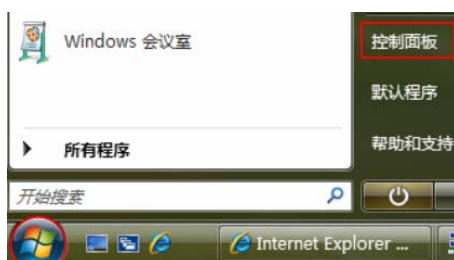 Windows 会议室
控制面板
默认程序
所有程序
帮助和支持
开始搜索
Internet Explorer ...